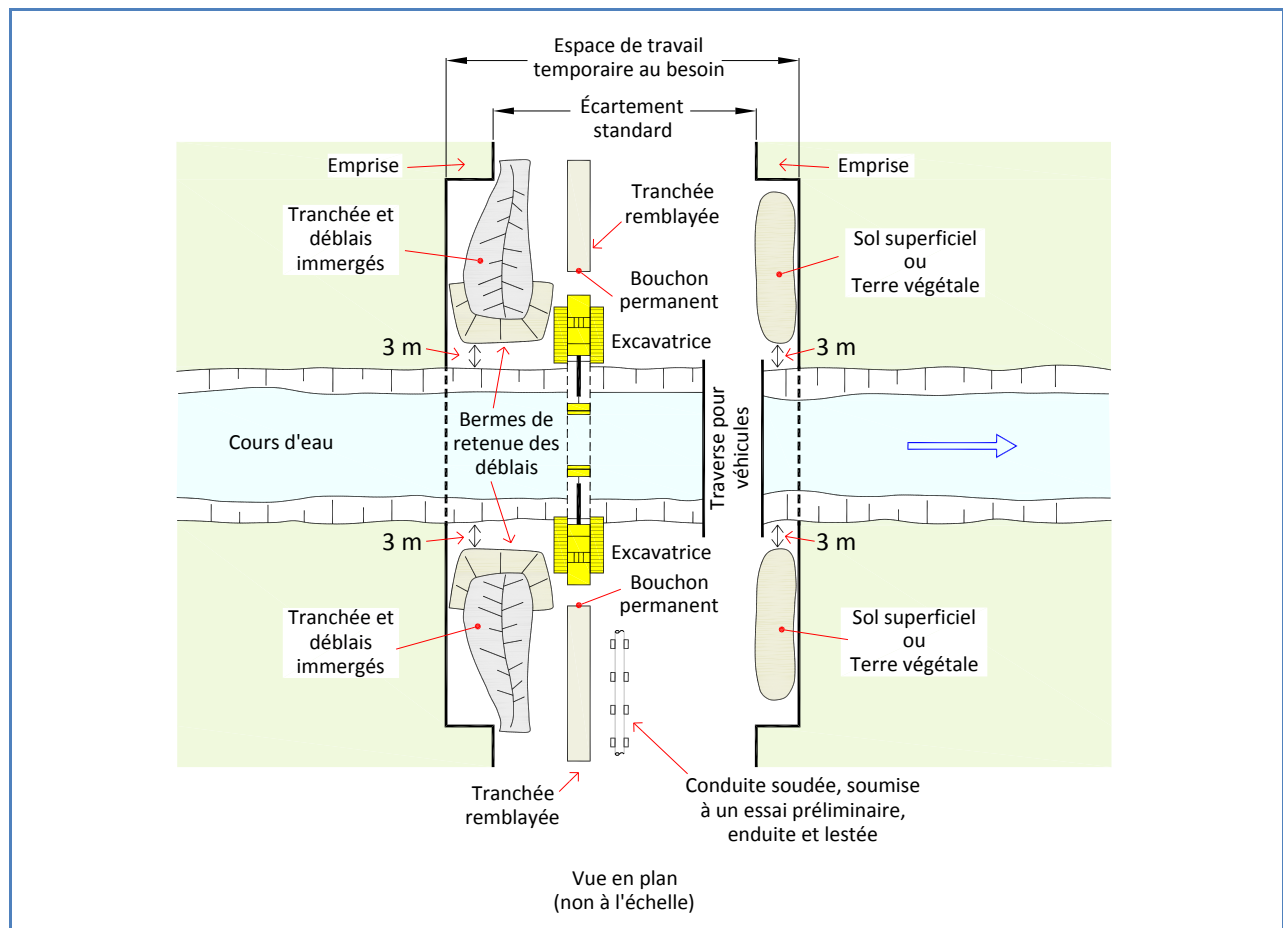 Espace de travail
temporaire au besoin
Écartement
standard
Emprise
Emprise
Tranchée et
déblais
immergés
Tranchée
remblayée
Sol superficiel
ou
Terre végétale
Bouchon
permanent
3 m
Excavatrice
3 m
Cours d'eau
Bermes de
retenue des
déblais
Traverse pour
véhicules
3 m
Excavatrice
3 m
Bouchon
permanent
Tranchée et
déblais
immergés
Sol superficiel
ou
Terre végétale
Tranchée
remblayée
Conduite soudée, soumise
à un essai préliminaire,
enduite et lestée
Vue en plan
(non à l'échelle)